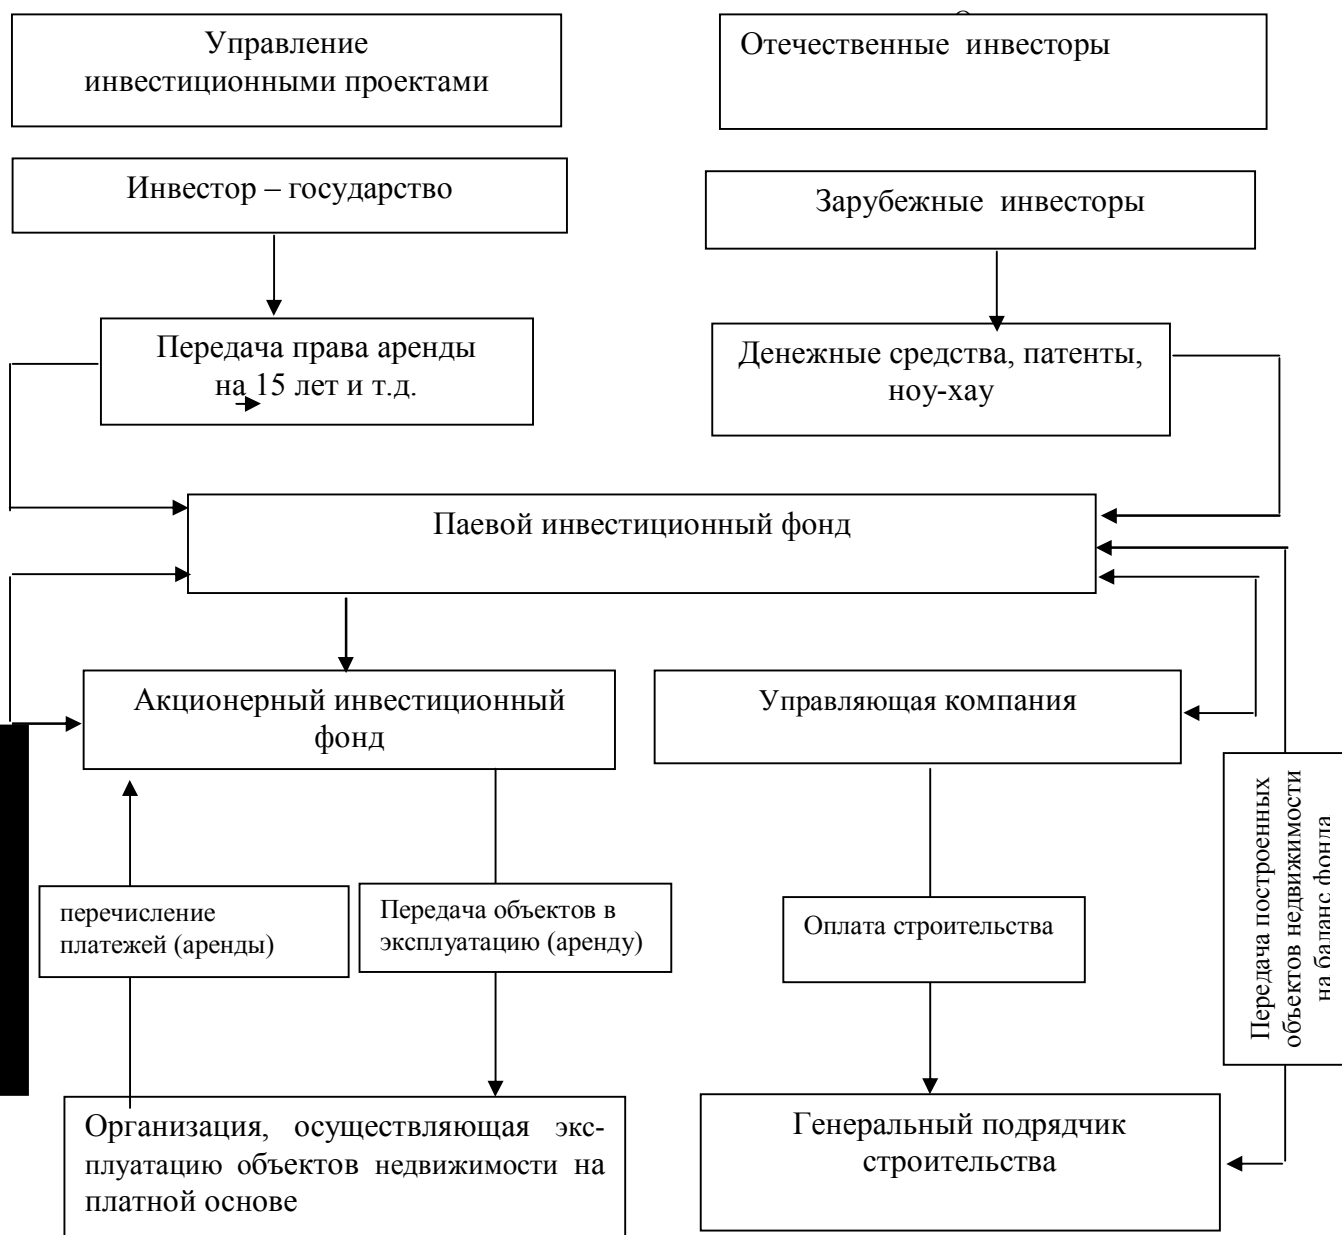 Управление
инвестиционными проектами
Отечественные инвесторы
Инвестор – государство
Зарубежные инвесторы
Передача права аренды
на 15 лет и т.д.
Денежные средства, патенты,
ноу-хау
Паевой инвестиционный фонд
Акционерный инвестиционный
фонд
Управляющая компания
перечисление
платежей (аренды)
Передача объектов в
эксплуатацию (аренду)
Оплата строительства
Передача построенных
объектов недвижимости
на баланс фонда
Организация, осуществляющая экс-
плуатацию объектов недвижимости на
платной основе
Генеральный подрядчик
строительства